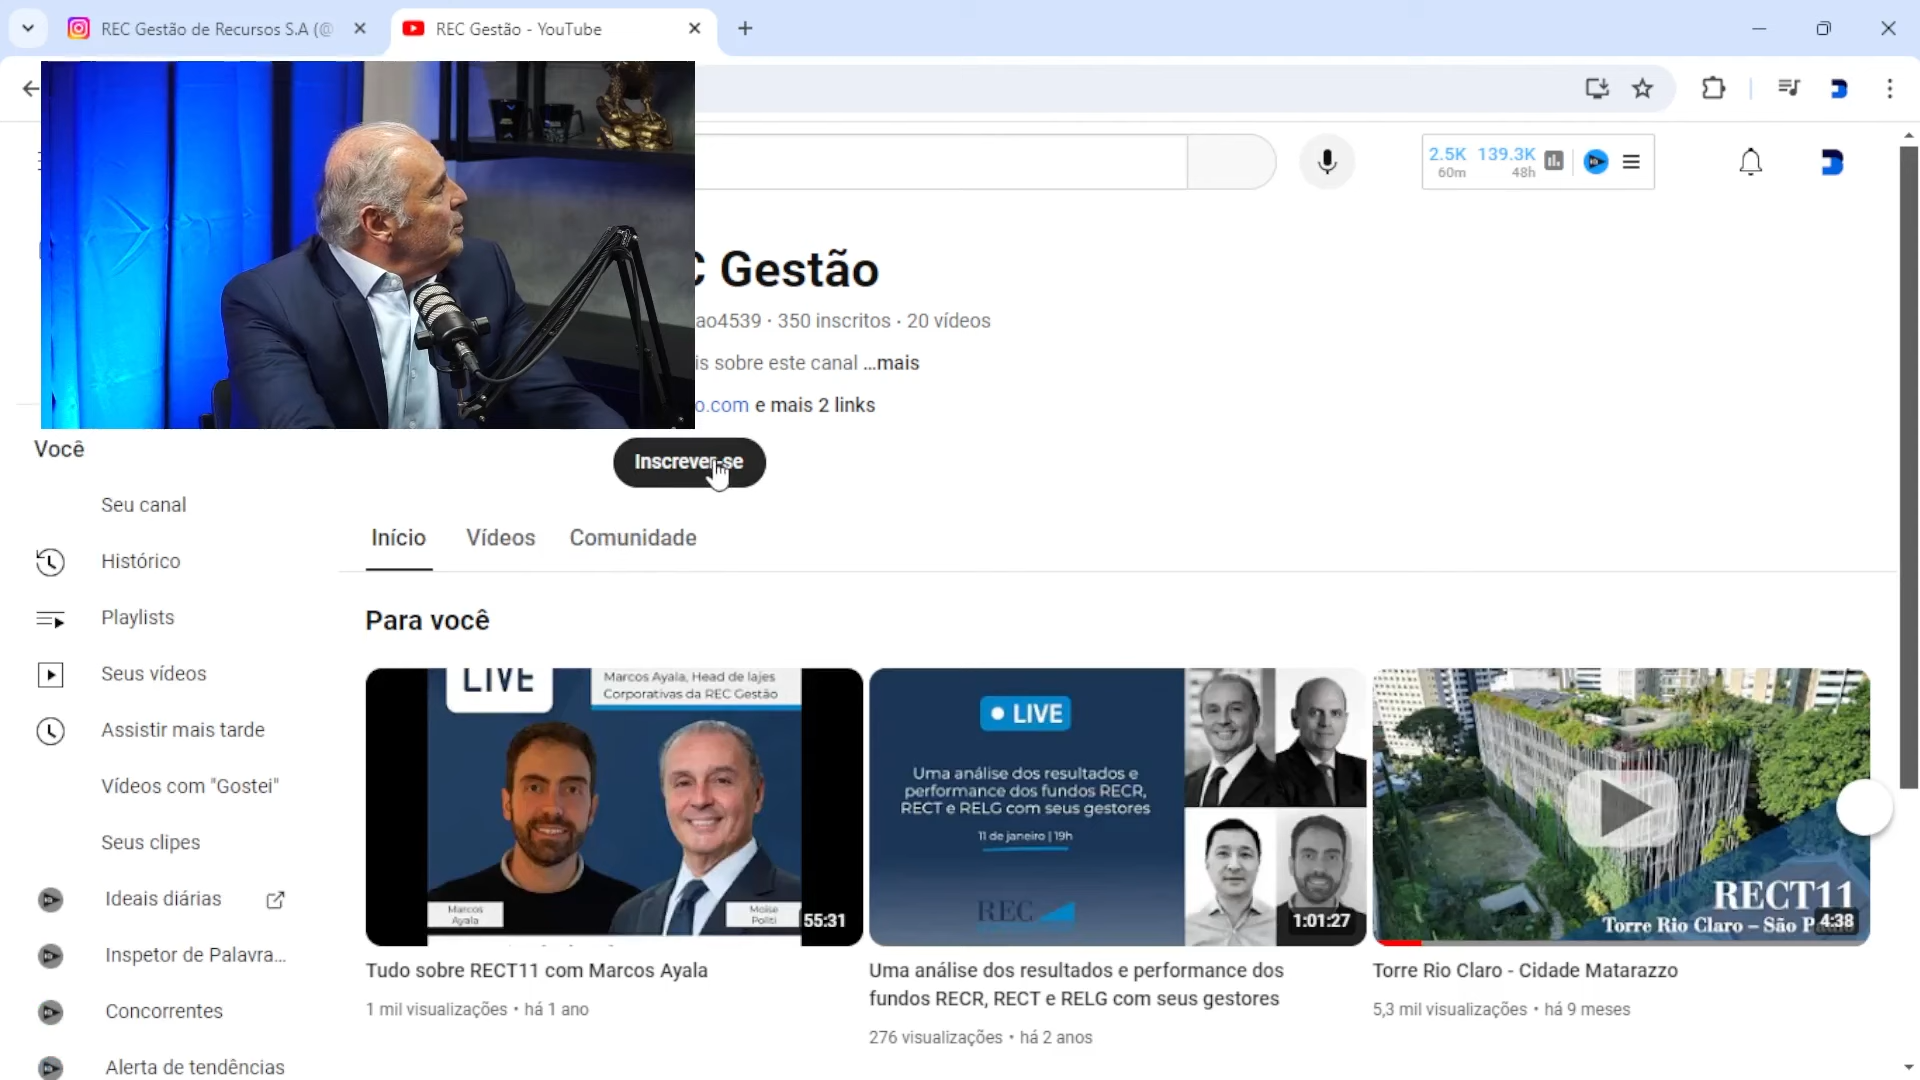 REC Gestão de Recursos S.A (@
REC Gestão - YouTube
2.5K 139.3K
60m 48h
Gestão
ao4539 · 350 inscritos · 20 vídeos
is sobre este canal ...mais
o.com e mais 2 links
Inscrever-se
Você
Seu canal
Histórico
Playlists
Seus vídeos
Assistir mais tarde
Vídeos com "Gostei"
Seus clipes
Ideais diárias
Inspetor de Palavra...
Concorrentes
Alerta de tendências
Início Vídeos Comunidade
Para você
LIVE
Marcos Ayala, Head de lajes
Corporativas da REC Gestão
Marcos
Ayala
Moise
Politi
55:31
Tudo sobre RECT11 com Marcos Ayala
1 mil visualizações • há 1 ano
LIVE
Uma análise dos resultados e
performance dos fundos RECR,
RECT e RELG com seus gestores
11 de janeiro | 19h
REC
1:01:27
Uma análise dos resultados e performance dos
fundos RECR, RECT e RELG com seus gestores
276 visualizações • há 2 anos
RECT11
Torre Rio Claro – São P
4:38
Torre Rio Claro - Cidade Matarazzo
5,3 mil visualizações • há 9 meses